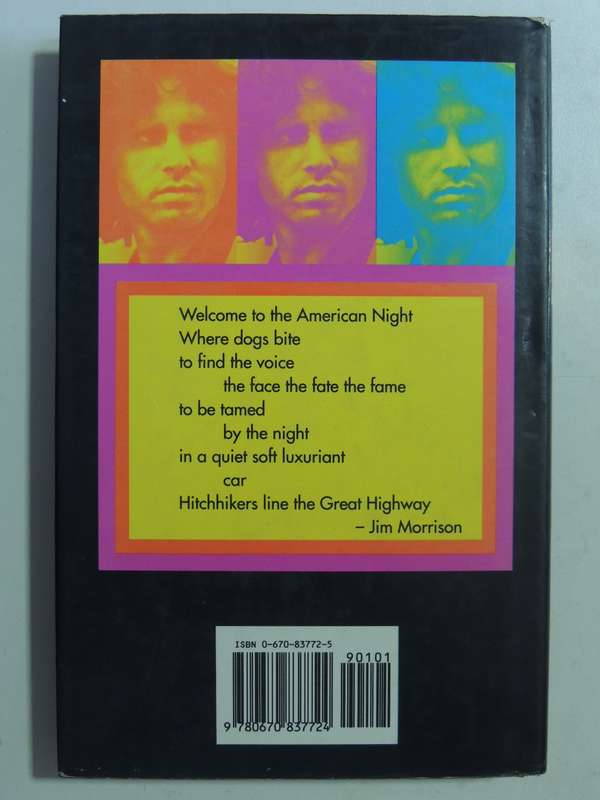 Welcome to the American Night
Where dogs bite
to find the voice
the face the fate the fame
to be tamed
by the night
in a quiet soft luxuriant
car
Hitchhikers line the Great Highway
– Jim Morrison
ISBN 0-670-83772-5
90101
9 780670 837724